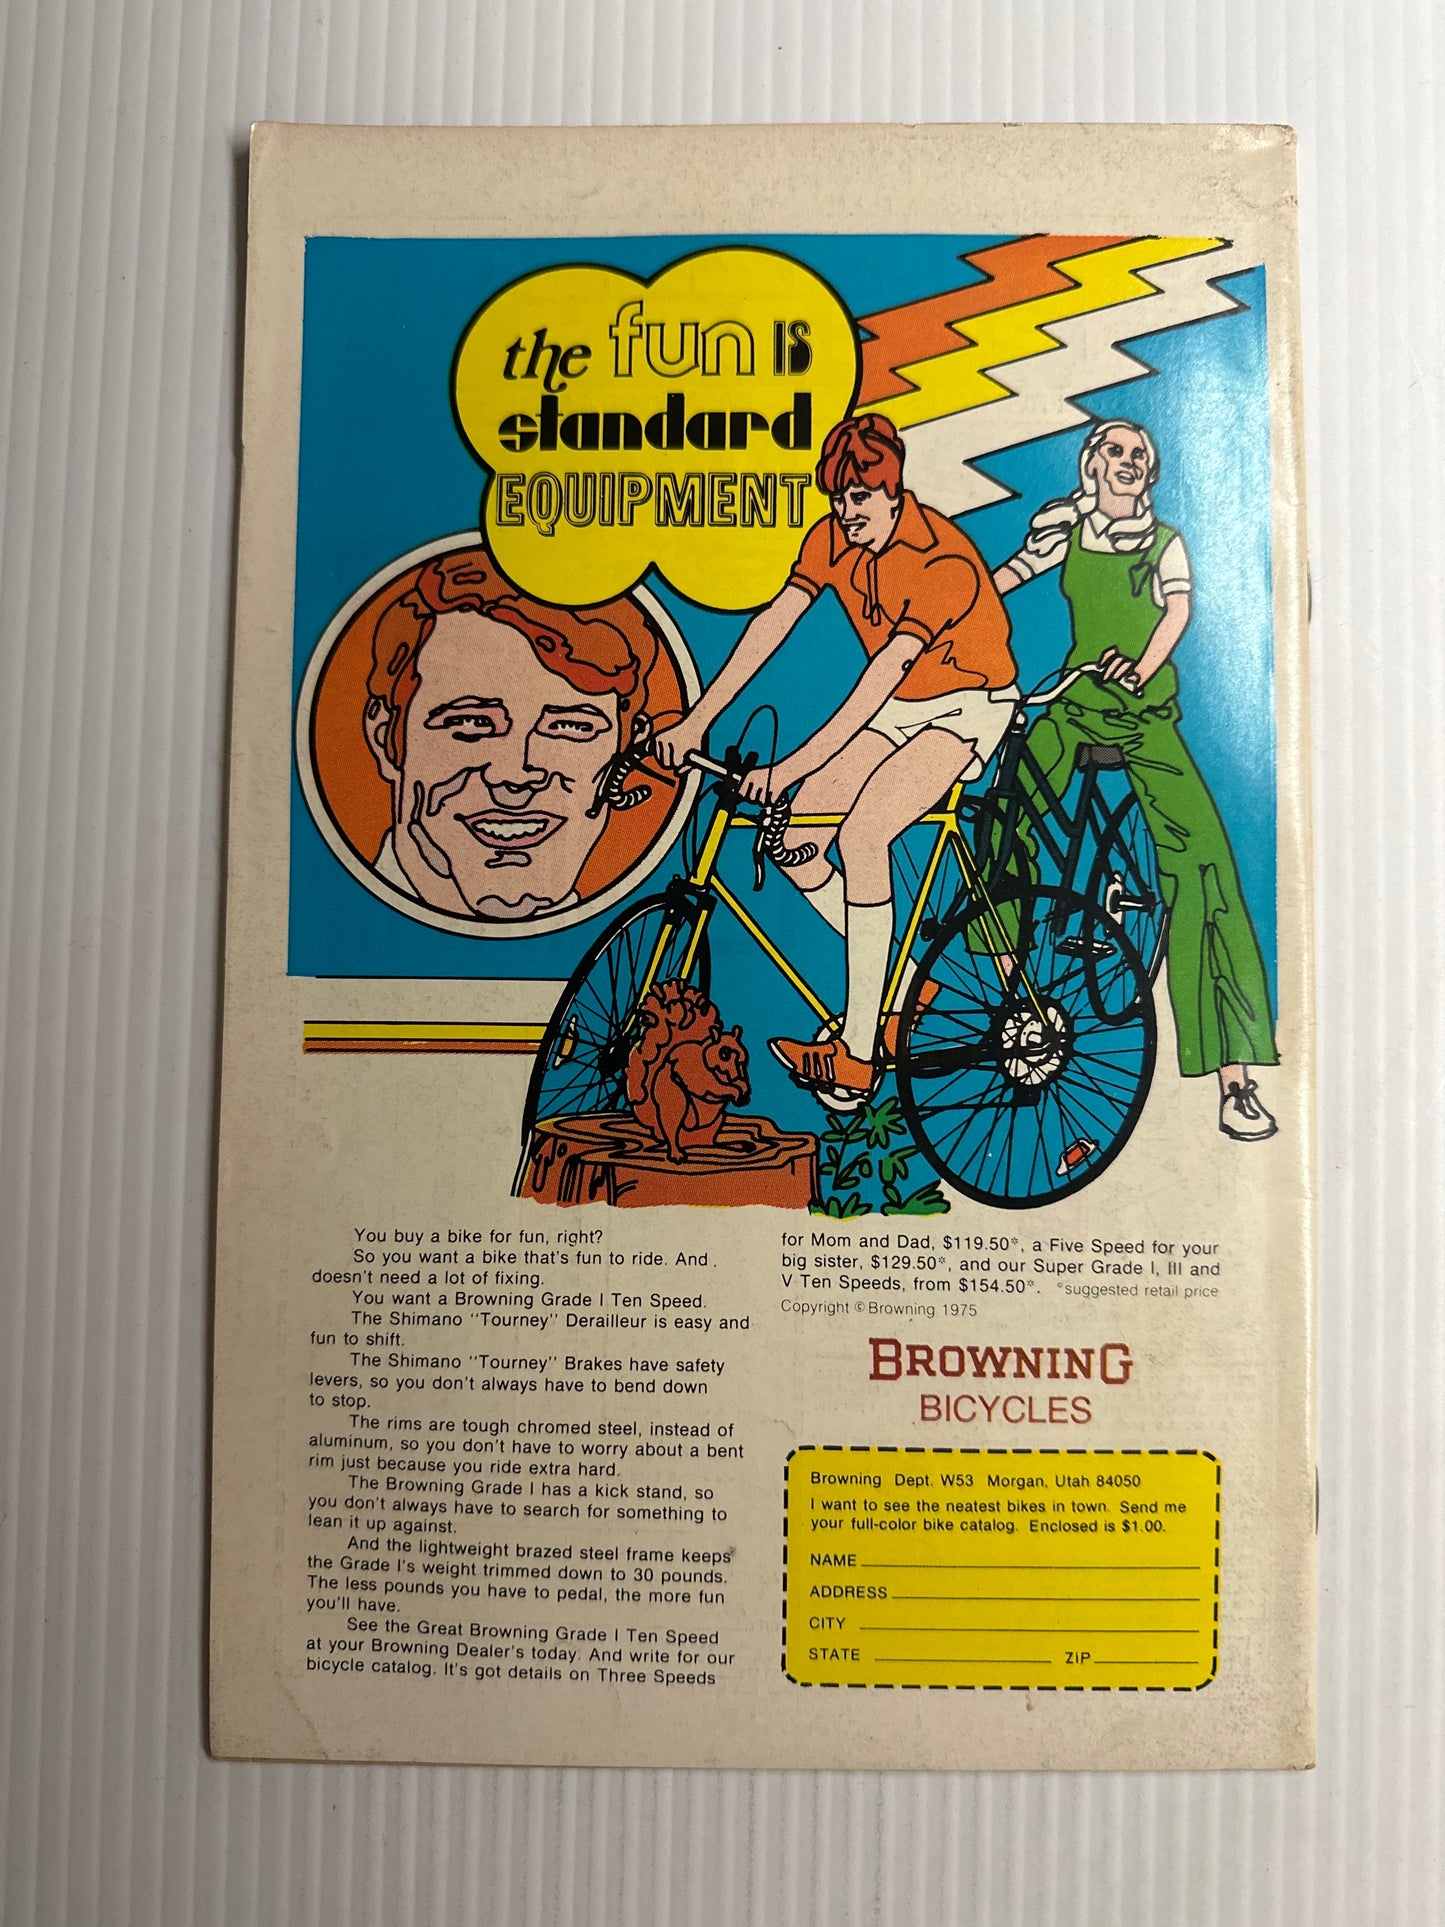 the fun IS
standard
EQUIPMENT
You buy a bike for fun, right?
So you want a bike that's fun to ride. And
doesn't need a lot of fixing.
You want a Browning Grade I Ten Speed.
The Shimano "Tourney" Derailleur is easy and
fun to shift.
The Shimano "Tourney" Brakes have safety
levers, so you don't always have to bend down
to stop.
The rims are tough chromed steel, instead of
aluminum, so you don't have to worry about a bent
rim just because you ride extra hard.
The Browning Grade I has a kick stand, so
you don't always have to search for something to
lean it up against.
And the lightweight brazed steel frame keeps
the Grade I's weight trimmed down to 30 pounds.
The less pounds you have to pedal, the more fun
you'll have.
See the Great Browning Grade I Ten Speed
at your Browning Dealer's today. And write for our
bicycle catalog. It's got details on Three Speeds
for Mom and Dad, $119.50*, a Five Speed for your
big sister, $129.50*, and our Super Grade I, III and
V Ten Speeds, from $154.50*. *suggested retail price
Copyright © Browning 1975
BROWNING
BICYCLES
Browning Dept. W53 Morgan, Utah 84050
I want to see the neatest bikes in town. Send me
your full-color bike catalog. Enclosed is $1.00.
NAME
ADDRESS
CITY
STATE ZIP